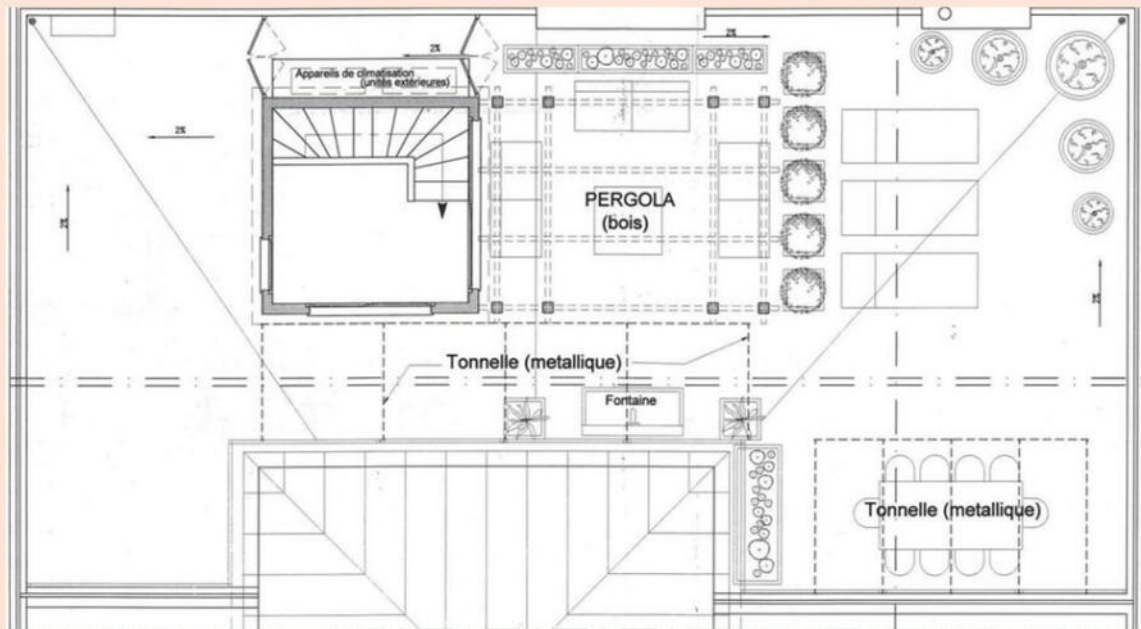 2%
2%
Appareils de climatisation
(unités extérieures)
2%
2%
PERGOLA
(bois)
2%
Tonnelle (metallique)
Fontaine
Tonnelle (metallique)